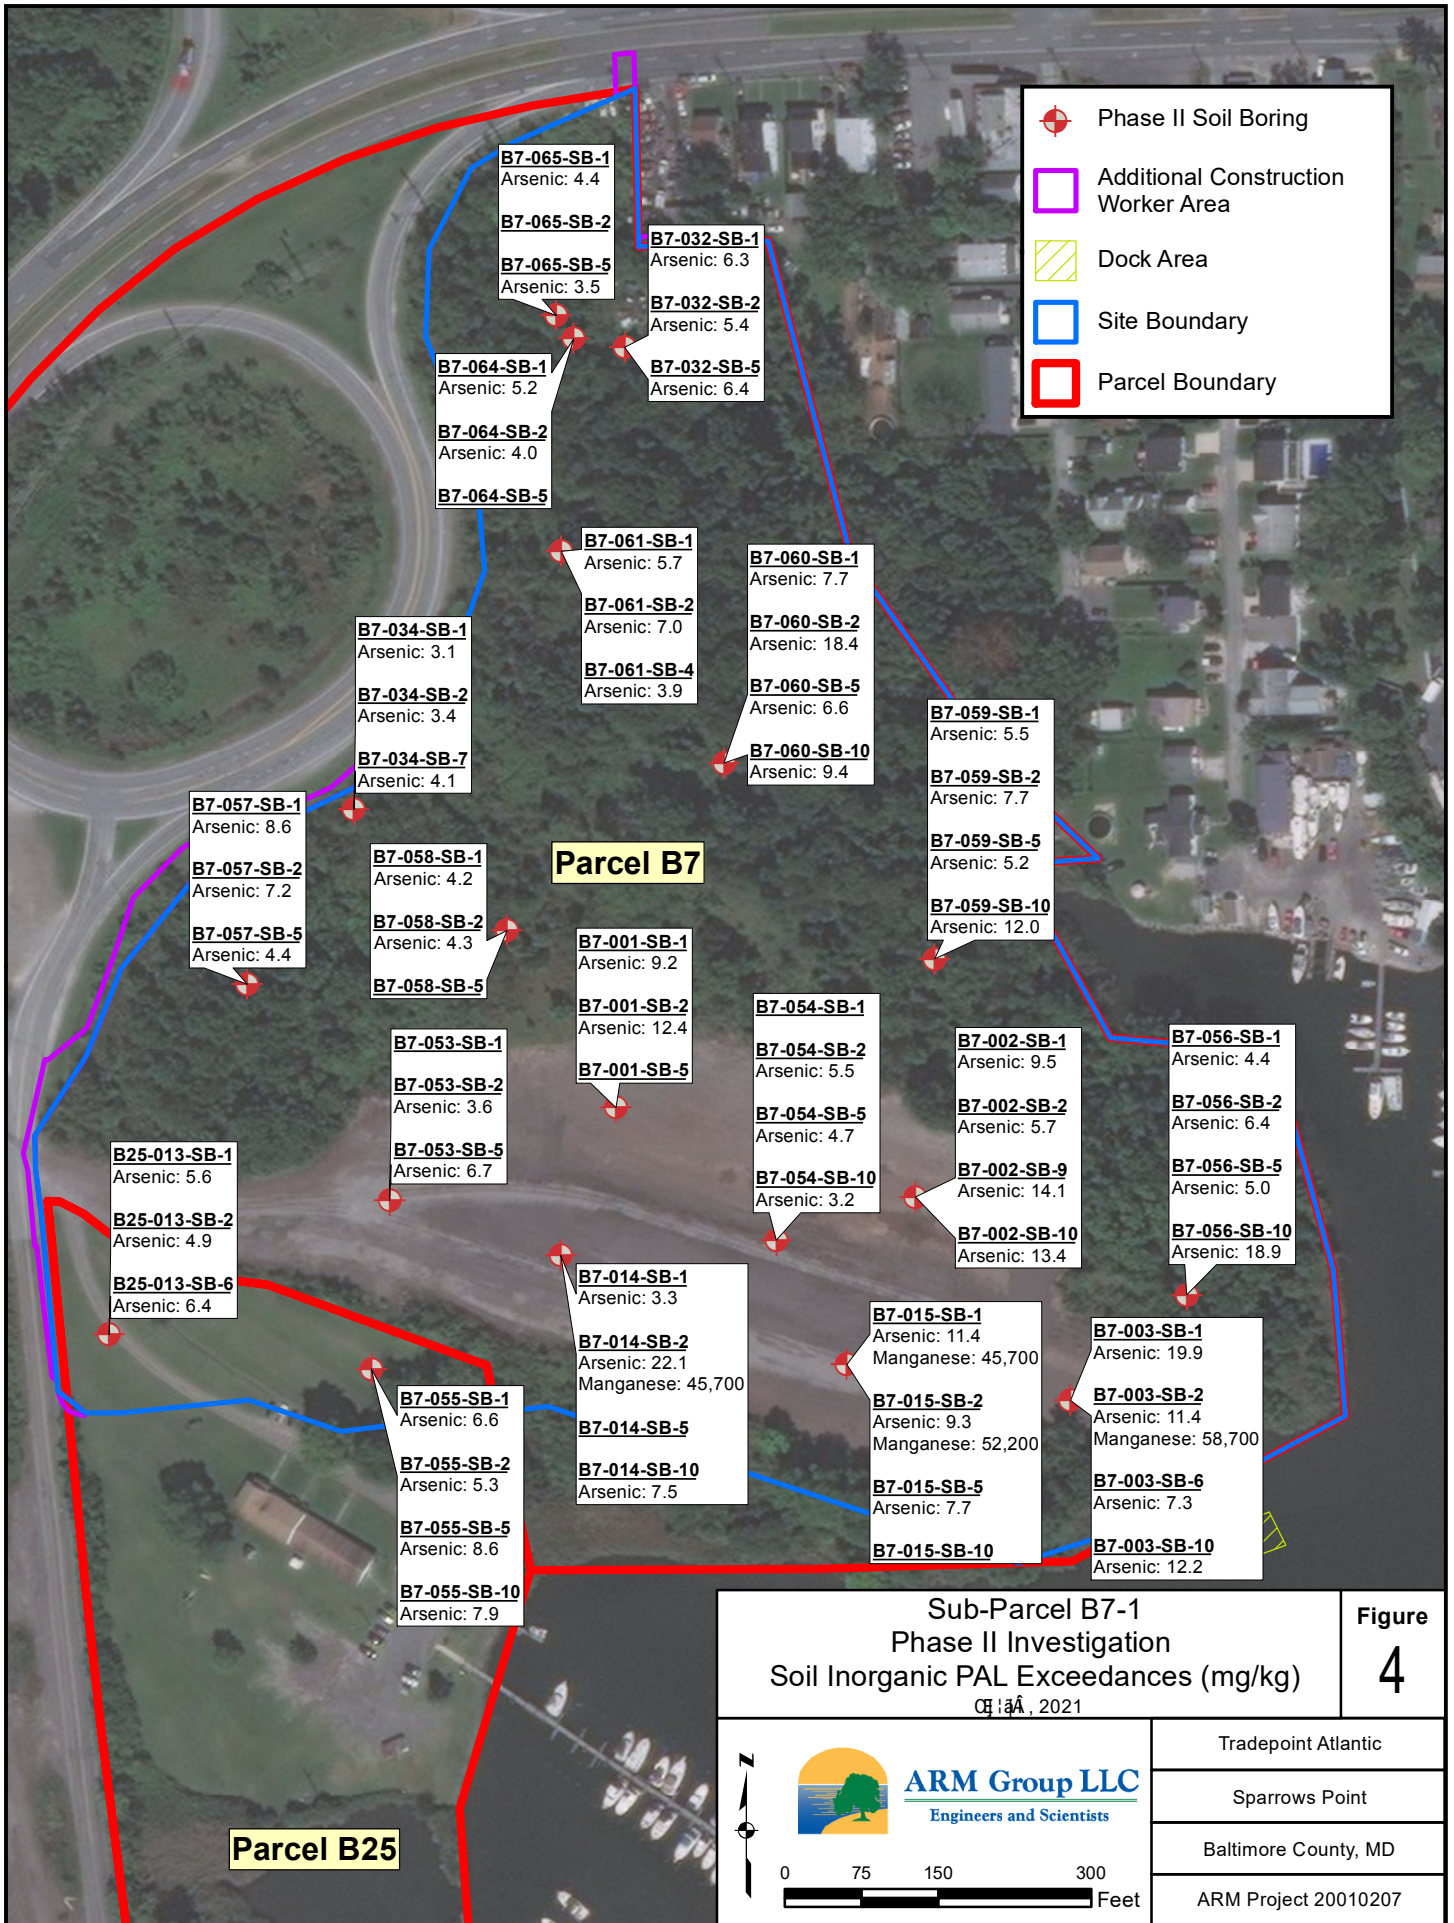 Phase II Soil Boring
Additional Construction
Worker Area
Dock Area
Site Boundary
Parcel Boundary
B7-065-SB-1
Arsenic: 4.4
B7-065-SB-2
B7-065-SB-5
Arsenic: 3.5
B7-032-SB-1
Arsenic: 6.3
B7-032-SB-2
Arsenic: 5.4
B7-032-SB-5
Arsenic: 6.4
B7-064-SB-1
Arsenic: 5.2
B7-064-SB-2
Arsenic: 4.0
B7-064-SB-5
B7-061-SB-1
Arsenic: 5.7
B7-061-SB-2
Arsenic: 7.0
B7-061-SB-4
Arsenic: 3.9
B7-060-SB-1
Arsenic: 7.7
B7-060-SB-2
Arsenic: 18.4
B7-060-SB-5
Arsenic: 6.6
B7-060-SB-10
Arsenic: 9.4
B7-034-SB-1
Arsenic: 3.1
B7-034-SB-2
Arsenic: 3.4
B7-034-SB-7
Arsenic: 4.1
B7-059-SB-1
Arsenic: 5.5
B7-059-SB-2
Arsenic: 7.7
B7-059-SB-5
Arsenic: 5.2
B7-059-SB-10
Arsenic: 12.0
B7-057-SB-1
Arsenic: 8.6
B7-057-SB-2
Arsenic: 7.2
B7-057-SB-5
Arsenic: 4.4
B7-058-SB-1
Arsenic: 4.2
B7-058-SB-2
Arsenic: 4.3
B7-058-SB-5
Parcel B7
B7-001-SB-1
Arsenic: 9.2
B7-001-SB-2
Arsenic: 12.4
B7-001-SB-5
B7-054-SB-1
B7-054-SB-2
Arsenic: 5.5
B7-054-SB-5
Arsenic: 4.7
B7-054-SB-10
Arsenic: 3.2
B7-002-SB-1
Arsenic: 9.5
B7-002-SB-2
Arsenic: 5.7
B7-002-SB-9
Arsenic: 14.1
B7-002-SB-10
Arsenic: 13.4
B7-056-SB-1
Arsenic: 4.4
B7-056-SB-2
Arsenic: 6.4
B7-056-SB-5
Arsenic: 5.0
B7-056-SB-10
Arsenic: 18.9
B7-053-SB-1
B7-053-SB-2
Arsenic: 3.6
B7-053-SB-5
Arsenic: 6.7
B25-013-SB-1
Arsenic: 5.6
B25-013-SB-2
Arsenic: 4.9
B25-013-SB-6
Arsenic: 6.4
B7-014-SB-1
Arsenic: 3.3
B7-014-SB-2
Arsenic: 22.1
Manganese: 45,700
B7-014-SB-5
B7-014-SB-10
Arsenic: 7.5
B7-015-SB-1
Arsenic: 11.4
Manganese: 45,700
B7-015-SB-2
Arsenic: 9.3
Manganese: 52,200
B7-015-SB-5
Arsenic: 7.7
B7-015-SB-10
B7-003-SB-1
Arsenic: 19.9
B7-003-SB-2
Arsenic: 11.4
Manganese: 58,700
B7-003-SB-6
Arsenic: 7.3
B7-003-SB-10
Arsenic: 12.2
B7-055-SB-1
Arsenic: 6.6
B7-055-SB-2
Arsenic: 5.3
B7-055-SB-5
Arsenic: 8.6
B7-055-SB-10
Arsenic: 7.9
Parcel B25
Sub-Parcel B7-1
Phase II Investigation
Soil Inorganic PAL Exceedances (mg/kg)
, 2021
Figure
4
Z
ARM Group LLC
Engineers and Scientists
0 75 150 300
Feet
Tradepoint Atlantic
Sparrows Point
Baltimore County, MD
ARM Project 20010207